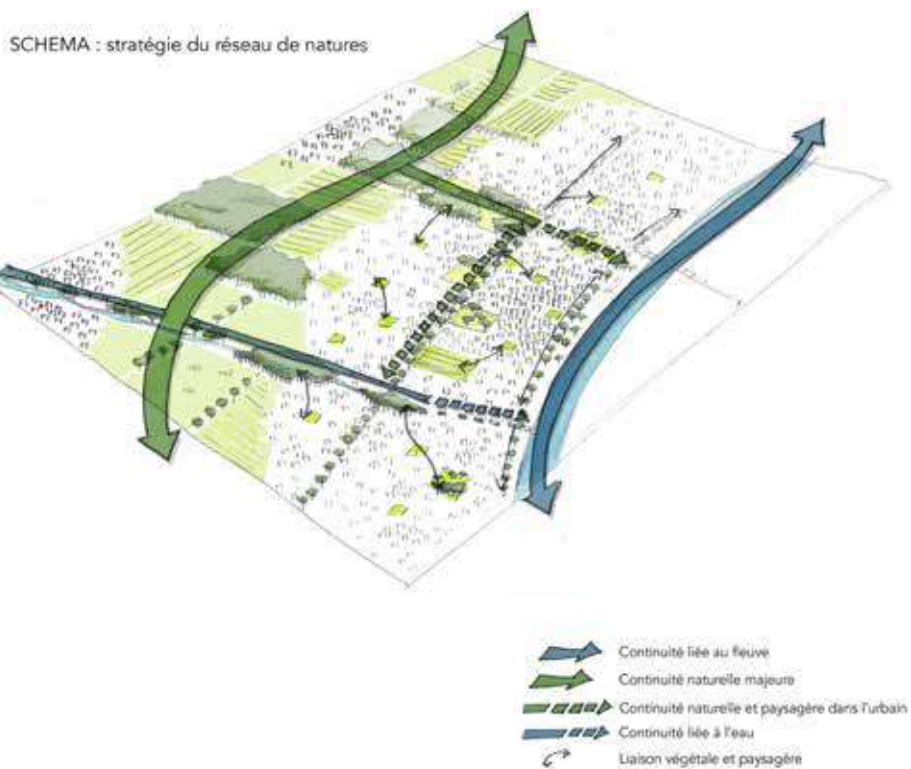 SCHEMA : stratégie du réseau de natures
Continuité liée au fleuve
Continuité naturelle majeure
Continuité naturelle et paysagère dans l'urbain
Continuité liée à l'eau
Liaison végétale et paysagère